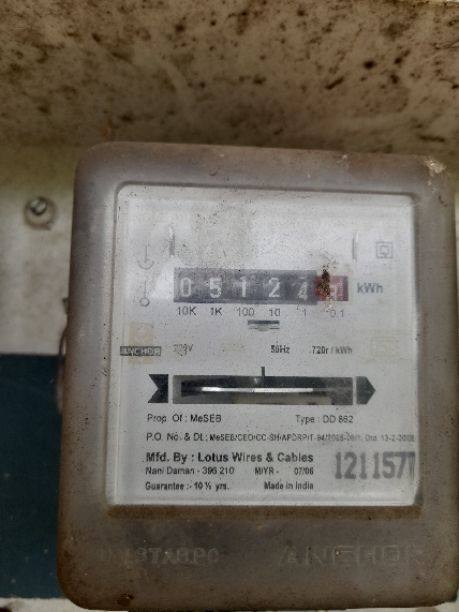 0 5 1 2 4 kWh
10K 1K 100 10 1 0.1
ANCHOR 50Hz 720r / kWh
Prop. Of : MeSEB Type : DD 862
P.O. No. & Dt. :
Mfd. By : Lotus Wires & Cables
Nani Daman - 396 210 M/YR - 07/06
Guarantee :- 10 ½ yrs. Made in India
ANCHOR